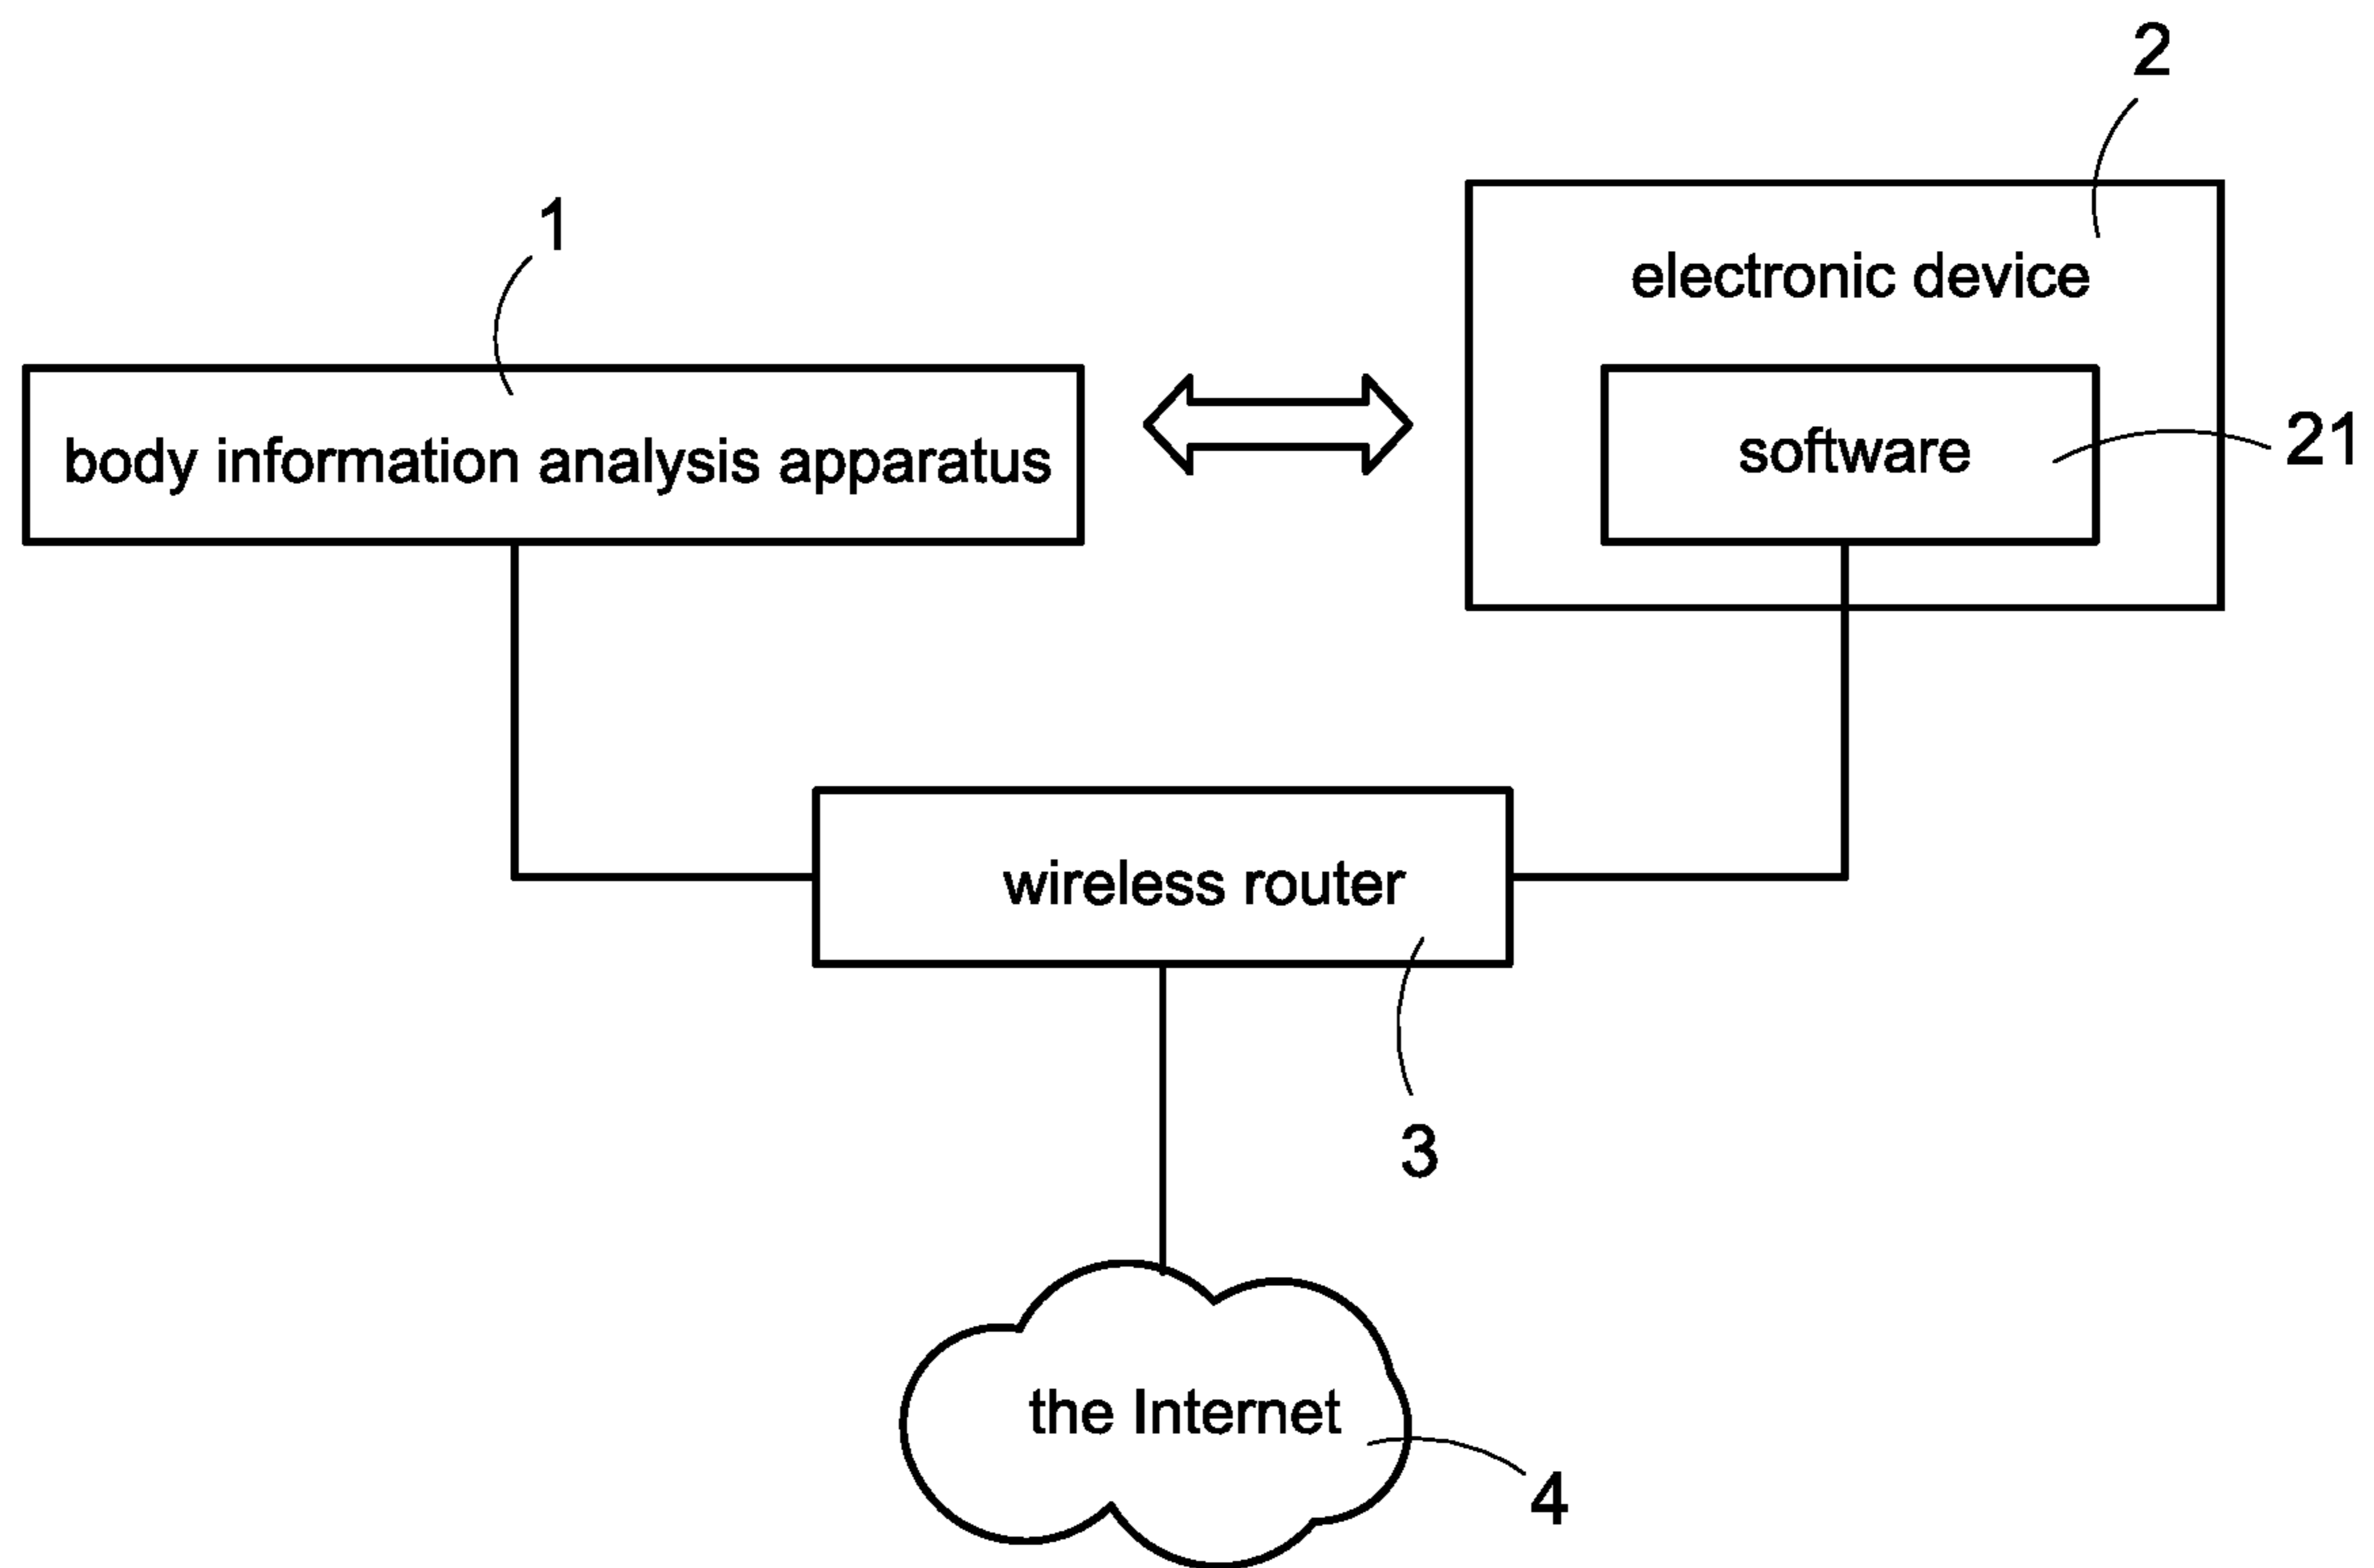 2
1
electronic device
body information analysis apparatus
software
21
wireless router
3
the Internet
4